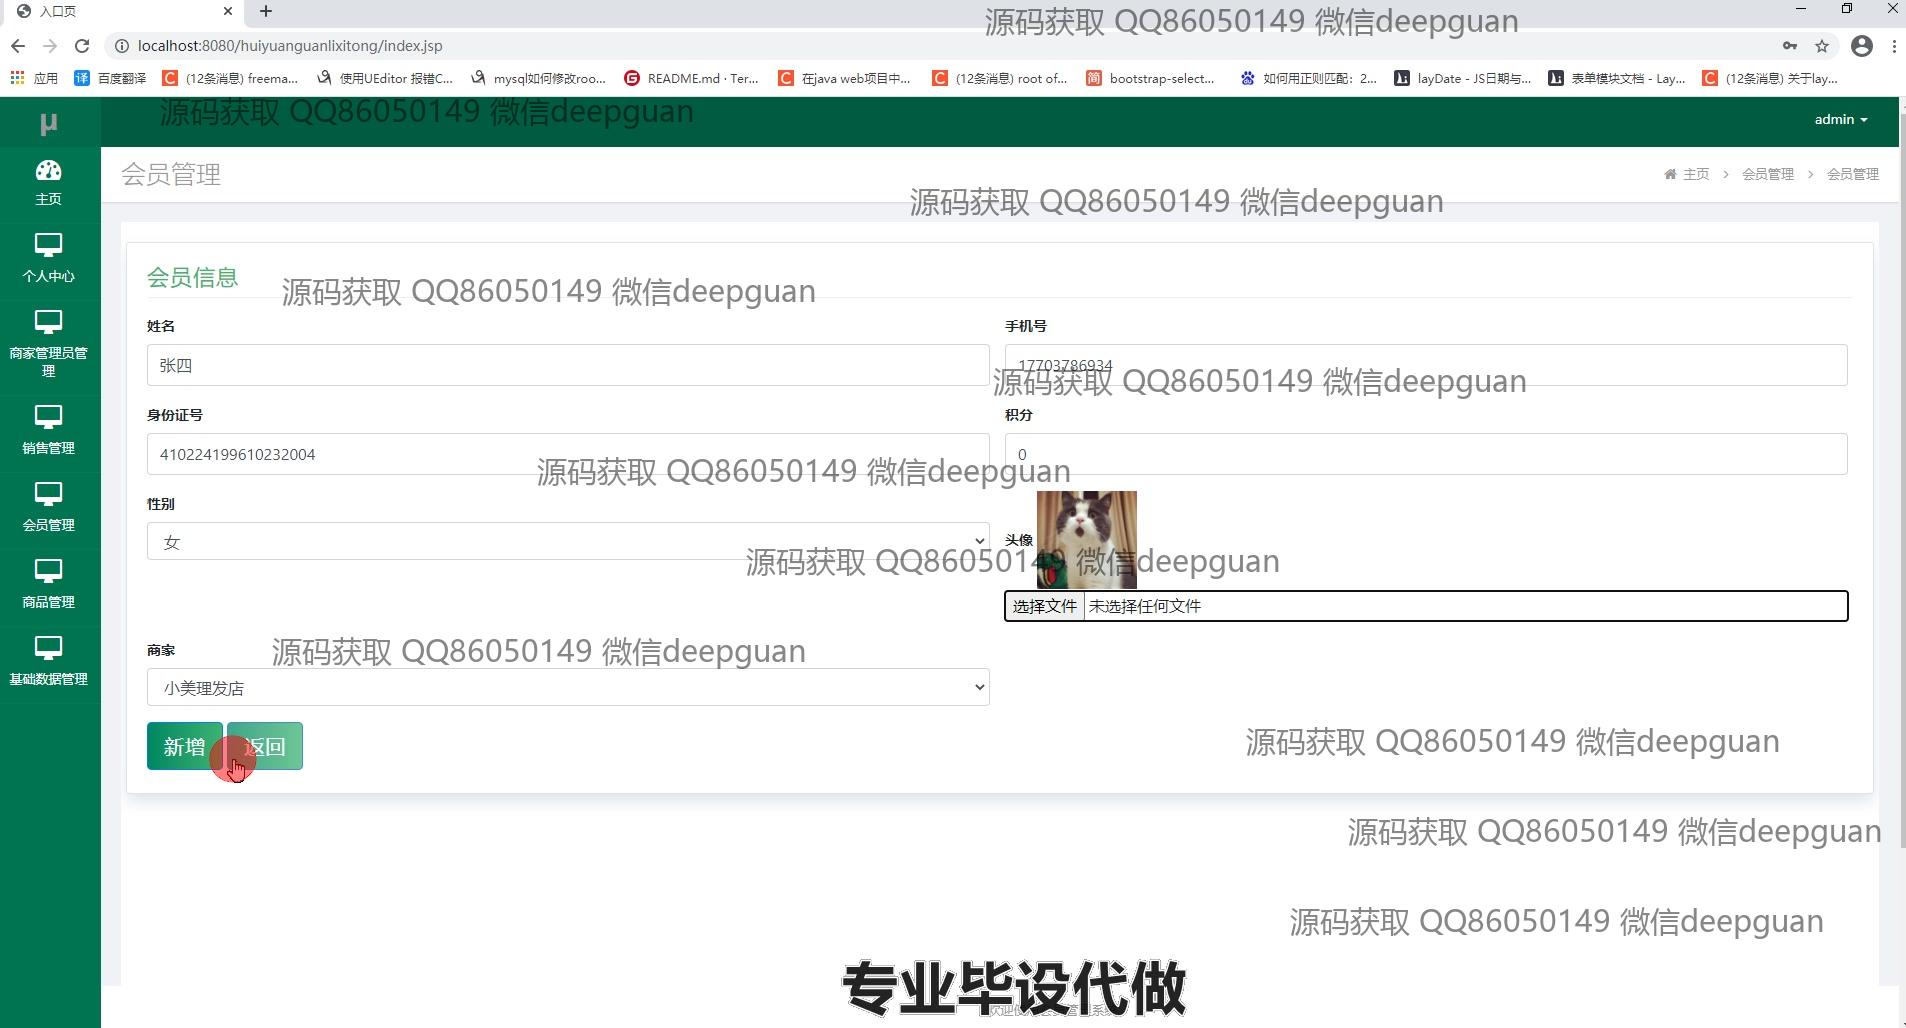 入口页
源码获取 QQ86050149 微信deepguan
localhost:8080/huiyuanguanlixitong/index.jsp
应用
百度翻译
(12条消息) freema...
使用UEditor 报错C...
mysql如何修改roo...
README.md · Ter...
在java web项目中...
(12条消息) root of...
bootstrap-select...
如何用正则匹配：2...
layDate - JS日期与...
表单模块文档 - Lay...
(12条消息) 关于lay...
μ
源码获取 QQ86050149 微信deepguan
admin
主页
个人中心
商家管理员管
理
销售管理
会员管理
商品管理
基础数据管理
会员管理
主页 > 会员管理 > 会员管理
源码获取 QQ86050149 微信deepguan
会员信息
源码获取 QQ86050149 微信deepguan
姓名
手机号
张四
17703786934
源码获取 QQ86050149 微信deepguan
身份证号
积分
410224199610232004
0
源码获取 QQ86050149 微信deepguan
性别
女
头像
源码获取 QQ86050149 微信deepguan
选择文件 未选择任何文件
商家
源码获取 QQ86050149 微信deepguan
小美理发店
新增
返回
源码获取 QQ86050149 微信deepguan
源码获取 QQ86050149 微信deepguan
源码获取 QQ86050149 微信deepguan
专业毕设代做